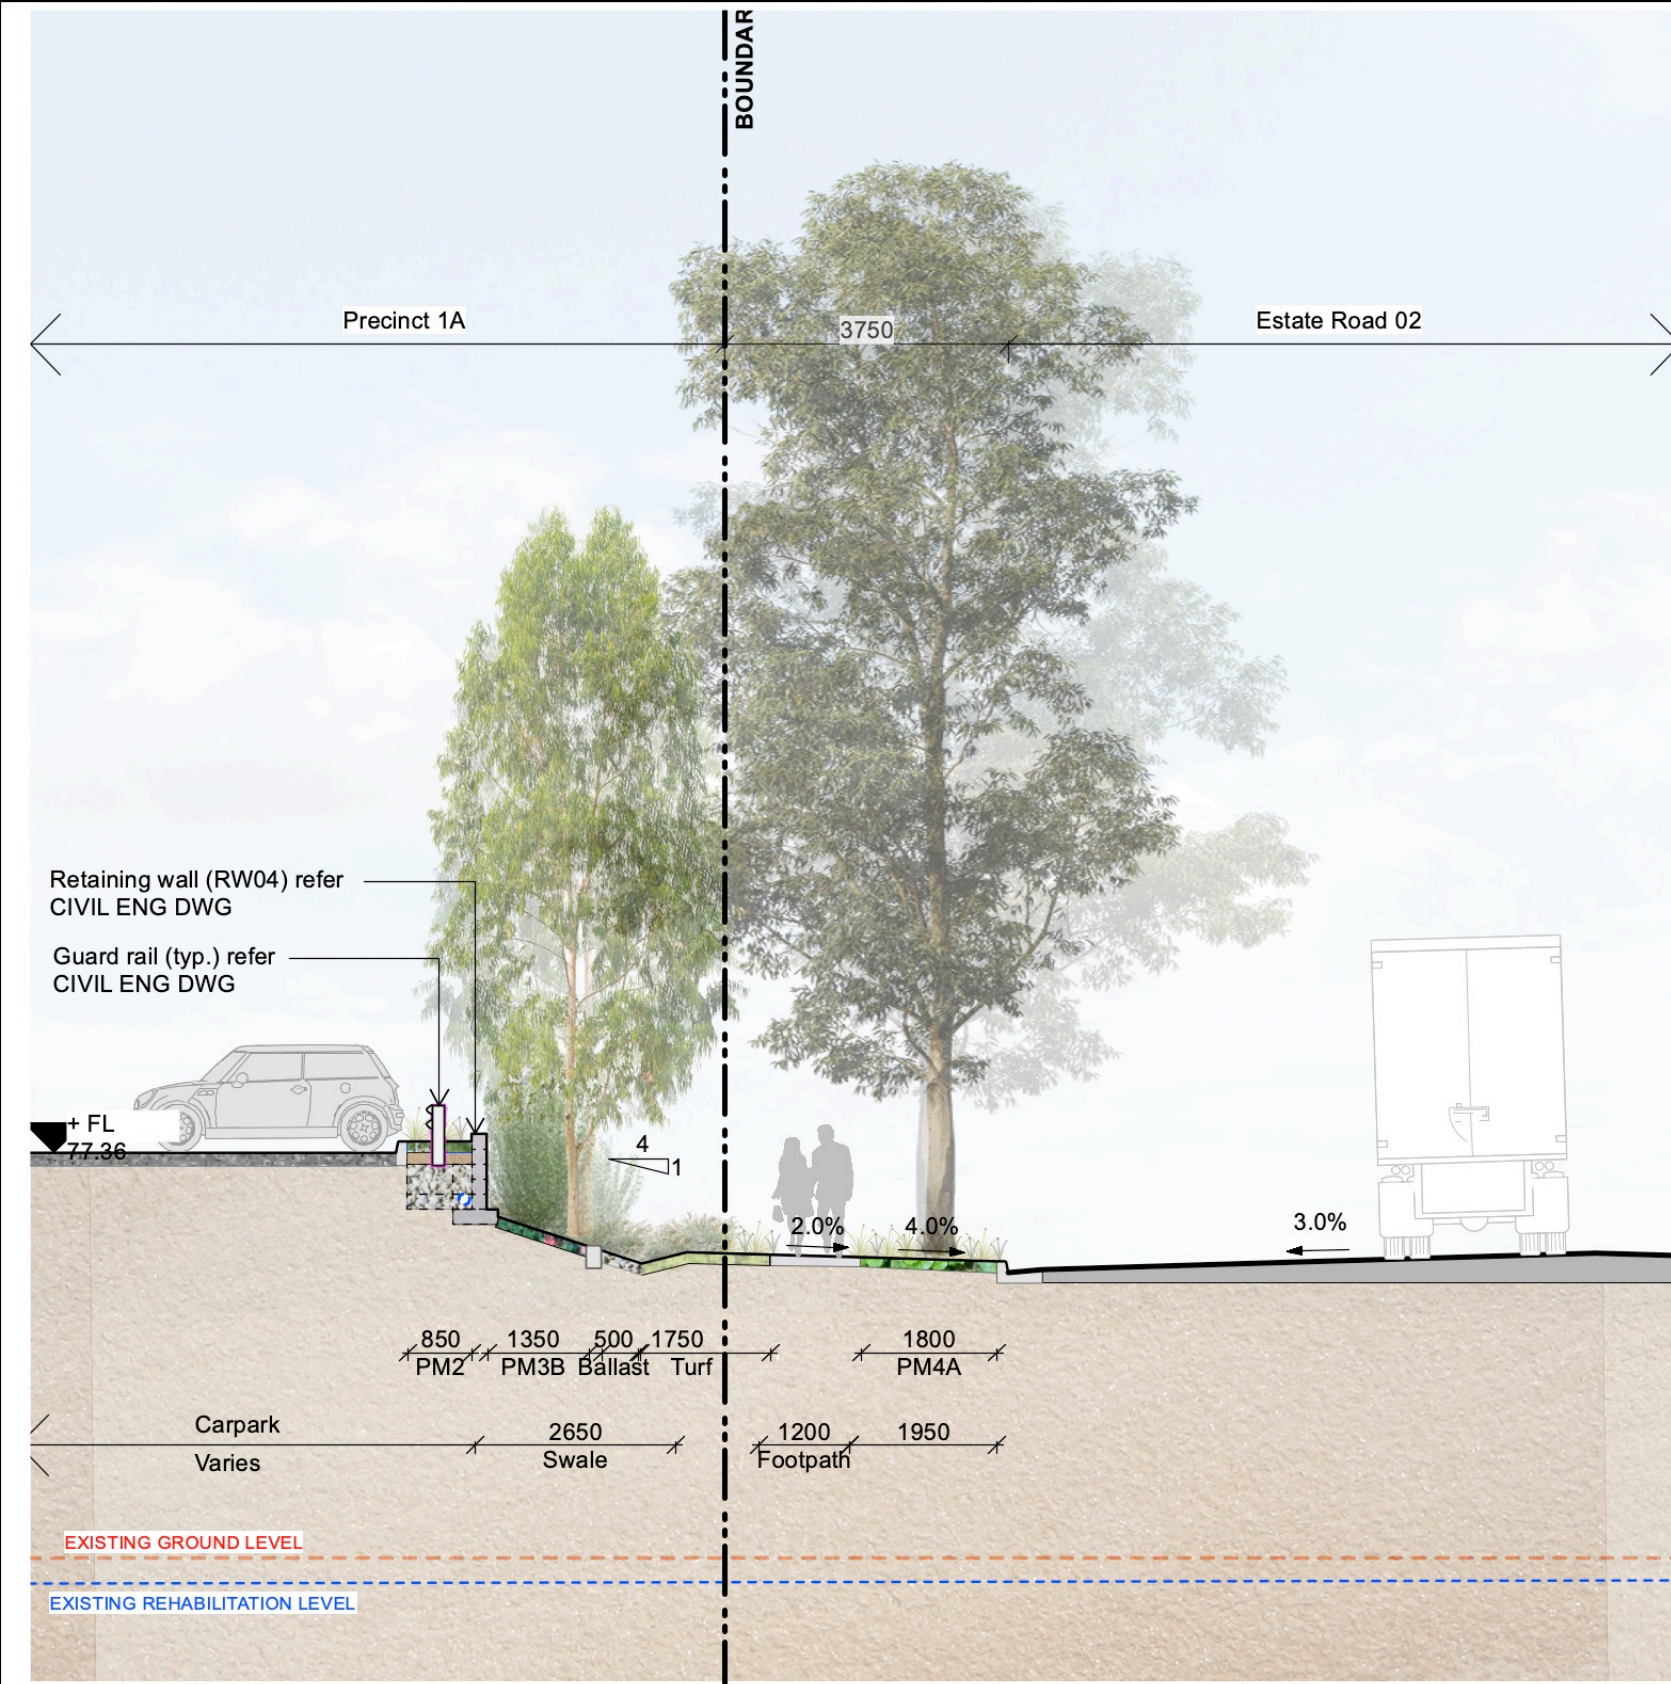 BOUNDAR
Precinct 1A
3750
Estate Road 02
Retaining wall (RW04) refer
CIVIL ENG DWG
Guard rail (typ.) refer
CIVIL ENG DWG
+ FL
77.36
4
1
2.0%
4.0%
3.0%
850
1350
500
1750
1800
PM2
PM3B
Ballast
Turf
PM4A
Carpark
2650
1200
1950
Varies
Swale
Footpath
EXISTING GROUND LEVEL
EXISTING REHABILITATION LEVEL